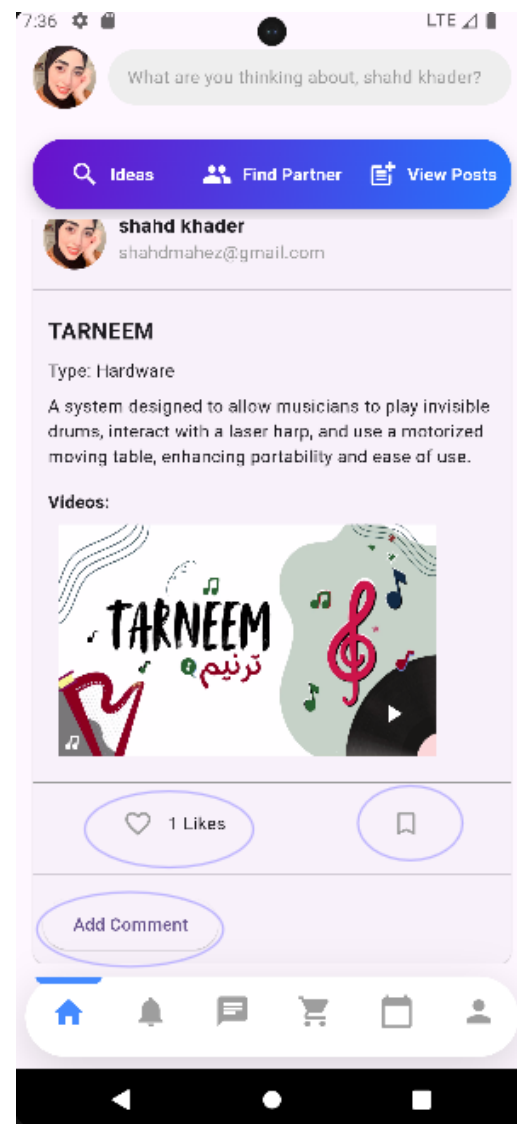 7:36
LTE
What are you thinking about, shahd khader?
Ideas
Find Partner
View Posts
shahd khader
shahdmahez@gmail.com
TARNEEM
Type: Hardware
A system designed to allow musicians to play invisible
drums, interact with a laser harp, and use a motorized
moving table, enhancing portability and ease of use.
Videos:
TARNEEM
ترنيم
1 Likes
Add Comment